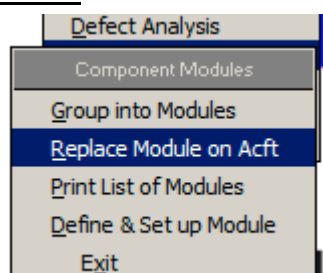 Defect Analysis
Component Modules
Group into Modules
Replace Module on Acft
Print List of Modules
Define & Set up Module
Exit